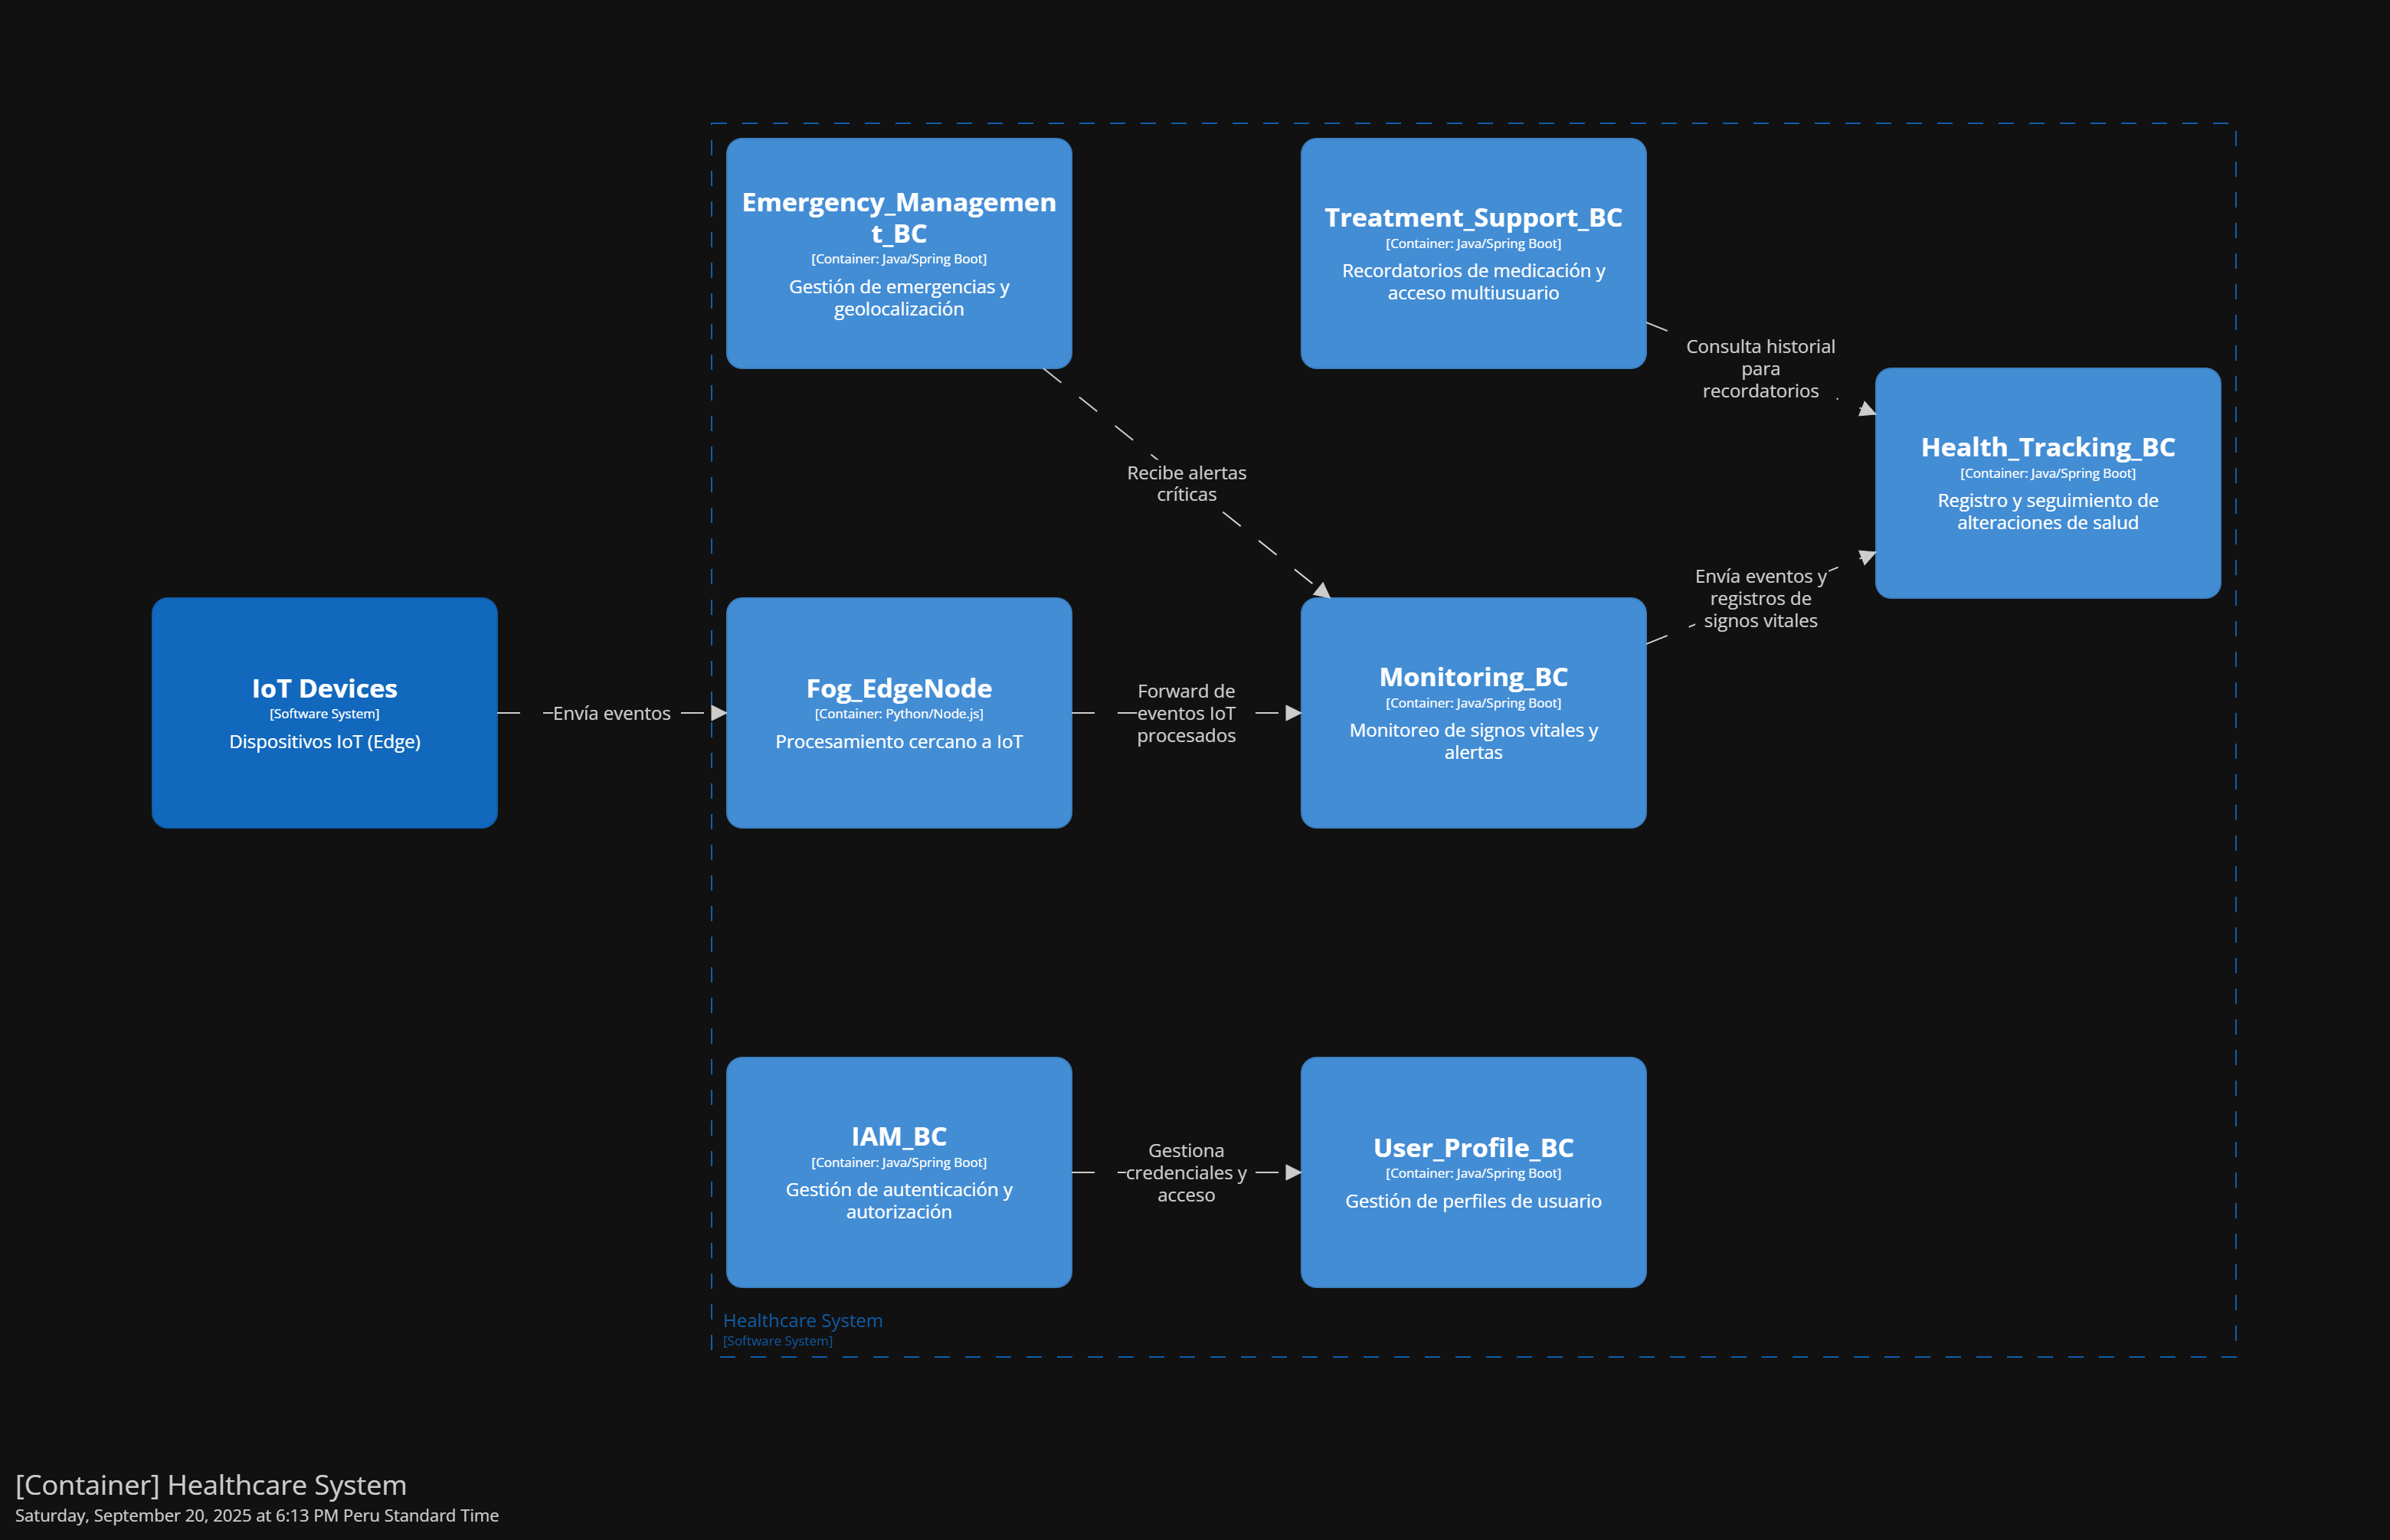 Emergency_Managemen
t_BC
[Container: Java/Spring Boot]
Gestión de emergencias y
geolocalización
Treatment_Support_BC
[Container: Java/Spring Boot]
Recordatorios de medicación y
acceso multiusuario
Consulta historial
para
recordatorios
Health_Tracking_BC
[Container: Java/Spring Boot]
Registro y seguimiento de
alteraciones de salud
Recibe alertas
críticas
Envía eventos y
registros de
signos vitales
IoT Devices
[Software System]
Dispositivos IoT (Edge)
Envía eventos
Fog_EdgeNode
[Container: Python/Node.js]
Procesamiento cercano a IoT
Forward de
eventos IoT
procesados
Monitoring_BC
[Container: Java/Spring Boot]
Monitoreo de signos vitales y
alertas
IAM_BC
[Container: Java/Spring Boot]
Gestión de autenticación y
autorización
Gestiona
credenciales y
acceso
User_Profile_BC
[Container: Java/Spring Boot]
Gestión de perfiles de usuario
Healthcare System
[Software System]
[Container] Healthcare System
Saturday, September 20, 2025 at 6:13 PM Peru Standard Time